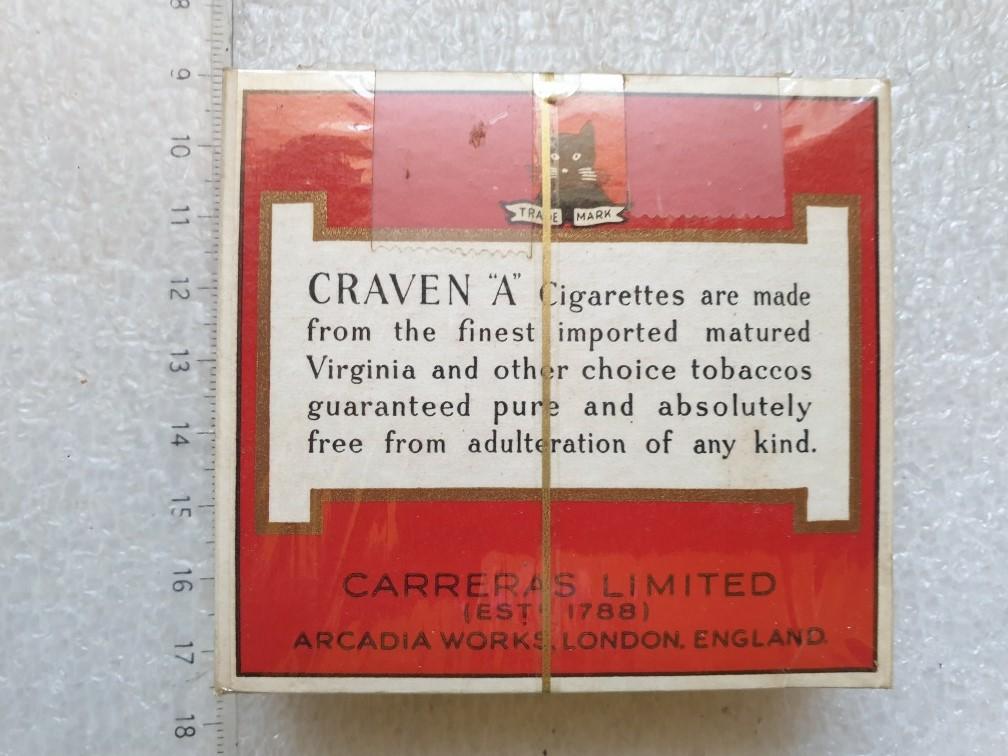 8
9
10
11
12
13
14
15
16
17
18
TRADE MARK
CRAVEN “A” Cigarettes are made
from the finest imported matured
Virginia and other choice tobaccos
guaranteed pure and absolutely
free from adulteration of any kind.
CARRERAS LIMITED
(ESTD 1788)
ARCADIA WORKS, LONDON, ENGLAND.